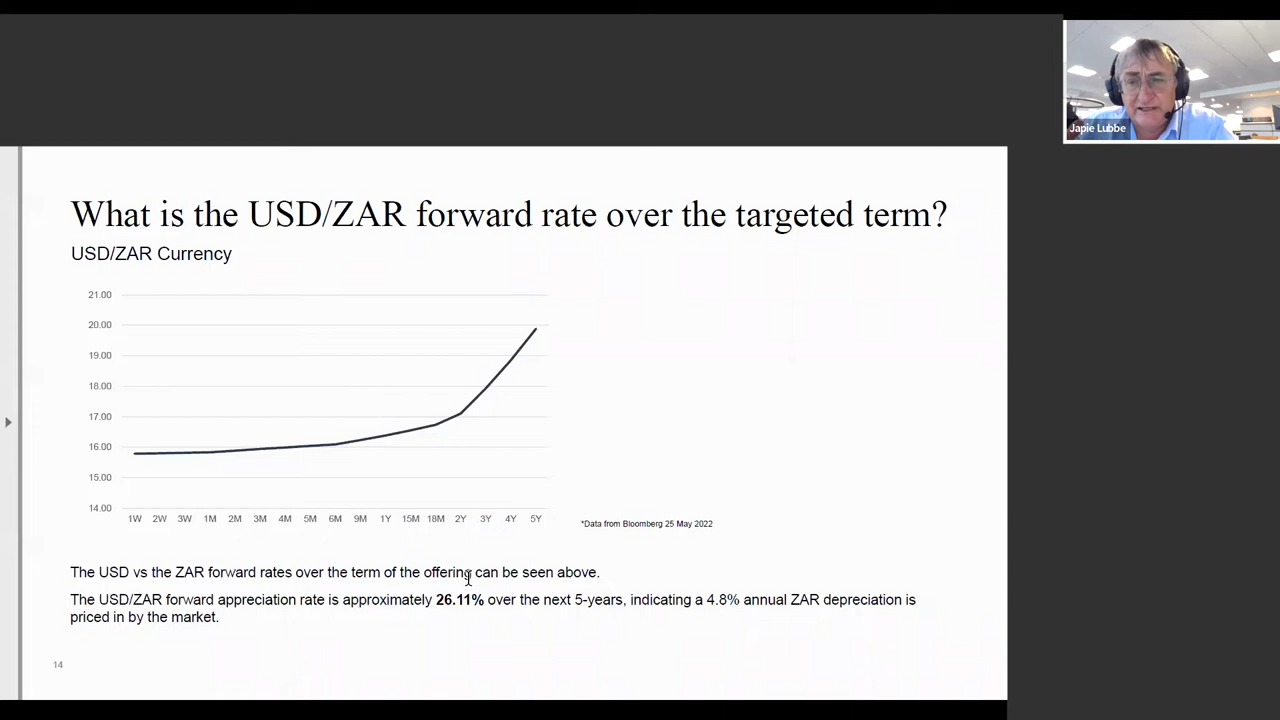 Japie Lubbe
What is the USD/ZAR forward rate over the targeted term?
USD/ZAR Currency
21.00
20.00
19.00
18.00
17.00
16.00
15.00
14.00
1W 2W 3W 1M 2M 3M 4M 5M 6M 9M 1Y 15M 18M 2Y 3Y 4Y 5Y
*Data from Bloomberg 25 May 2022
The USD vs the ZAR forward rates over the term of the offering can be seen above.
The USD/ZAR forward appreciation rate is approximately 26.11% over the next 5-years, indicating a 4.8% annual ZAR depreciation is
priced in by the market.
14